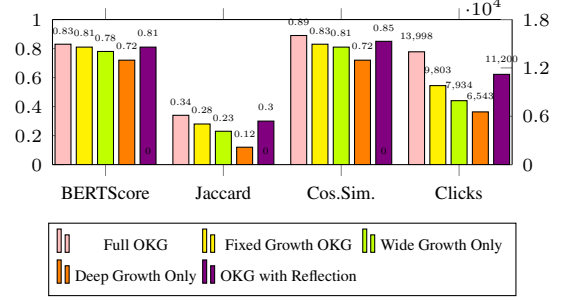 ·10⁴
0.83 0.81 0.78 0.72 0.81 0.34 0.28 0.23 0.12 0.3 0.89 0.83 0.81 0.72 0.85 13,998 9,803 7,934 6,543 11,200
0.8 0.6 0.4 0.2 0
1.8 1.2 0.6 0
0 0 0
BERTScore Jaccard Cos.Sim. Clicks
Full OKG Fixed Growth OKG Wide Growth Only
Deep Growth Only OKG with Reflection